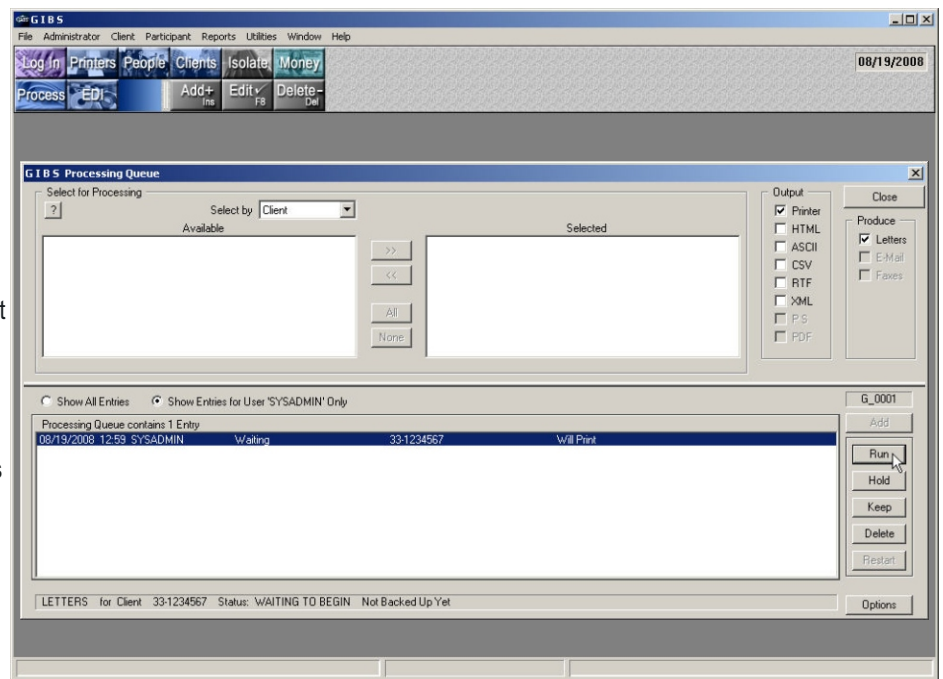 GIBS
File Administrator Client Participant Reports Utilities Window Help
Log In Printers People Clients Isolate Money
08/19/2008
Process EDI Add+ Ins Edit F8 Delete- Del
GIBS Processing Queue
Select for Processing
? Select by Client
Available
Selected
>>
<<
All
None
Output
Printer
HTML
ASCII
CSV
RTF
XML
P.S
PDF
Close
Produce
Letters
E-Mail
Faxes
t
s
Show All Entries Show Entries for User 'SYSADMIN' Only
G_0001
Processing Queue contains 1 Entry
08/19/2008 12:59 SYSADMIN Waiting 33-1234567 Will Print
Add
Run
Hold
Keep
Delete
Restart
LETTERS for Client 33-1234567 Status: WAITING TO BEGIN Not Backed Up Yet
Options